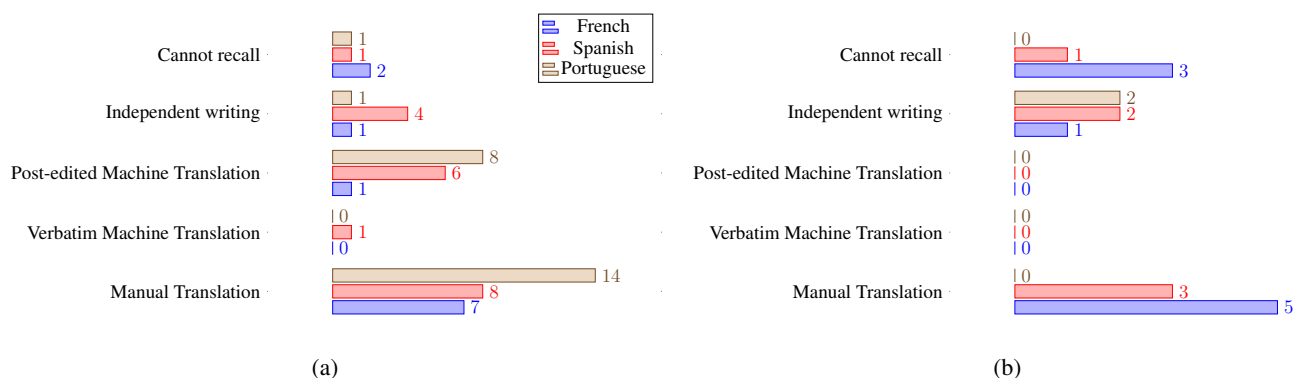 French
Spanish
Portuguese
Cannot recall
1
1
2
Independent writing
1
4
1
Post-edited Machine Translation
8
6
1
Verbatim Machine Translation
0
1
0
Manual Translation
14
8
7
(a)
Cannot recall
0
1
3
Independent writing
2
2
1
Post-edited Machine Translation
0
0
0
Verbatim Machine Translation
0
0
0
Manual Translation
0
3
5
(b)